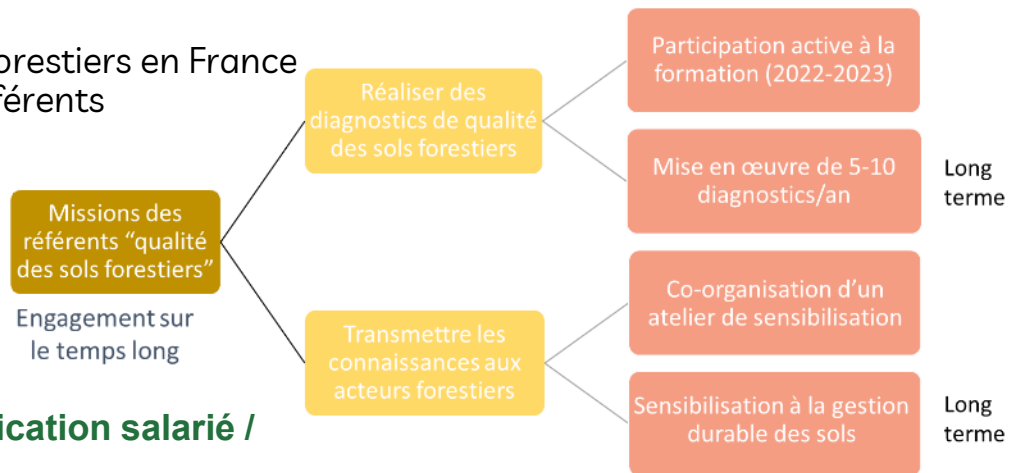 orestiers en France
férents
Missions des
référents “qualité
des sols forestiers”
Engagement sur
le temps long
Réaliser des
diagnostics de qualité
des sols forestiers
Participation active à la
formation (2022-2023)
Mise en œuvre de 5-10
diagnostics/an
Long
terme
Transmettre les
connaissances aux
acteurs forestiers
Co-organisation d’un
atelier de sensibilisation
Sensibilisation à la gestion
durable des sols
Long
terme
ication salarié /